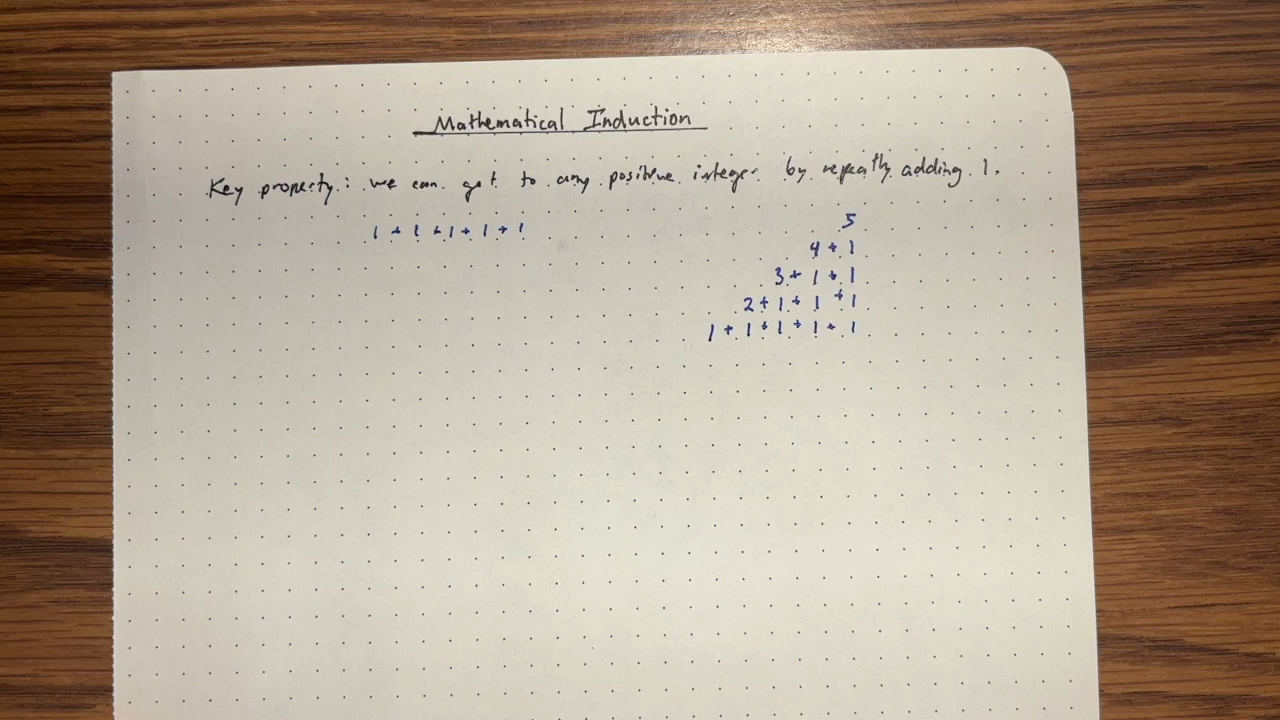 Mathematical Induction
Key property: we can get to any positive integer by repeatly adding 1.
1 + 1 + 1 + 1 + 1
5
4 + 1
3 + 1 + 1
2 + 1 + 1 + 1
1 + 1 + 1 + 1 + 1